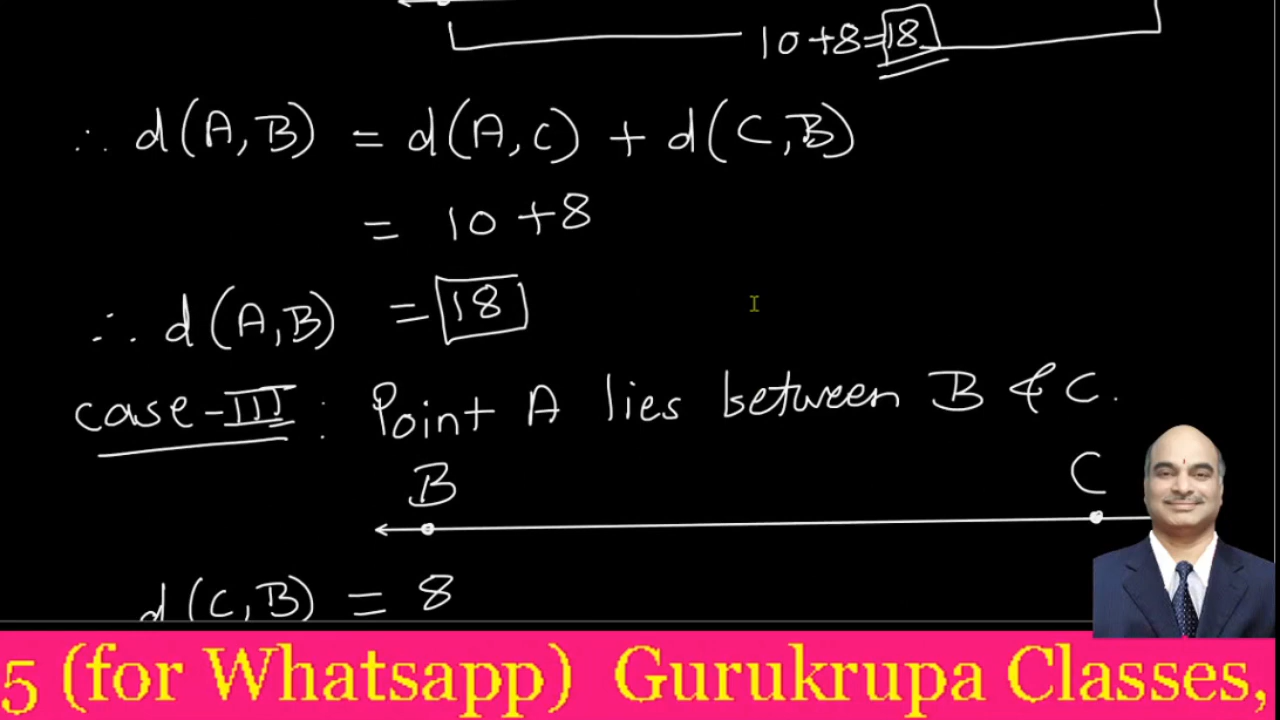 10+8=18
∴ d(A,B) = d(A,C) + d(C,B)
= 10+8
∴ d(A,B) = 18
case-III : Point A lies between B & C.
B C
d(C,B) = 8
5 (for Whatsapp) Gurukrupa Classes,